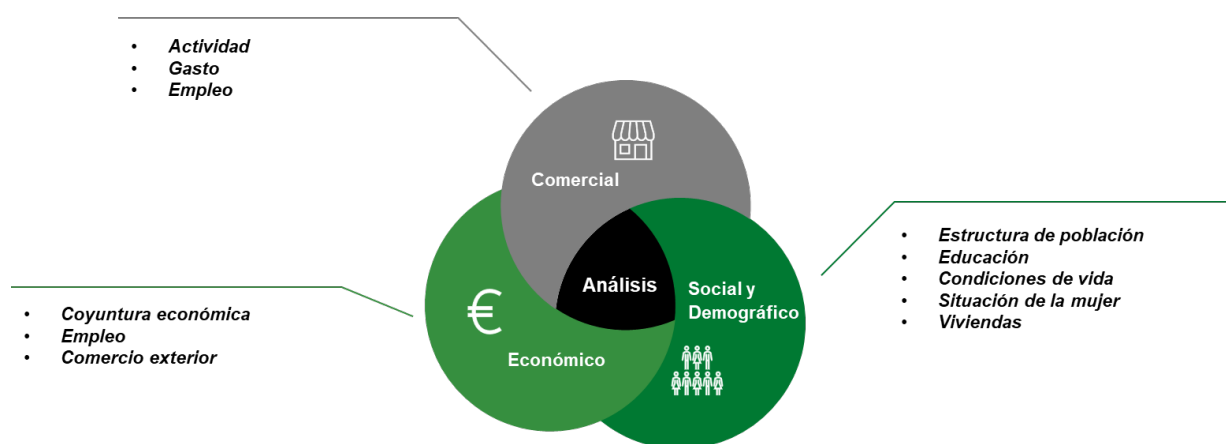 • Actividad
• Gasto
• Empleo
Comercial
• Estructura de población
• Educación
• Condiciones de vida
• Situación de la mujer
• Viviendas
Análisis
Social y
Demográfico
• Coyuntura económica
• Empleo
• Comercio exterior
€
Económico